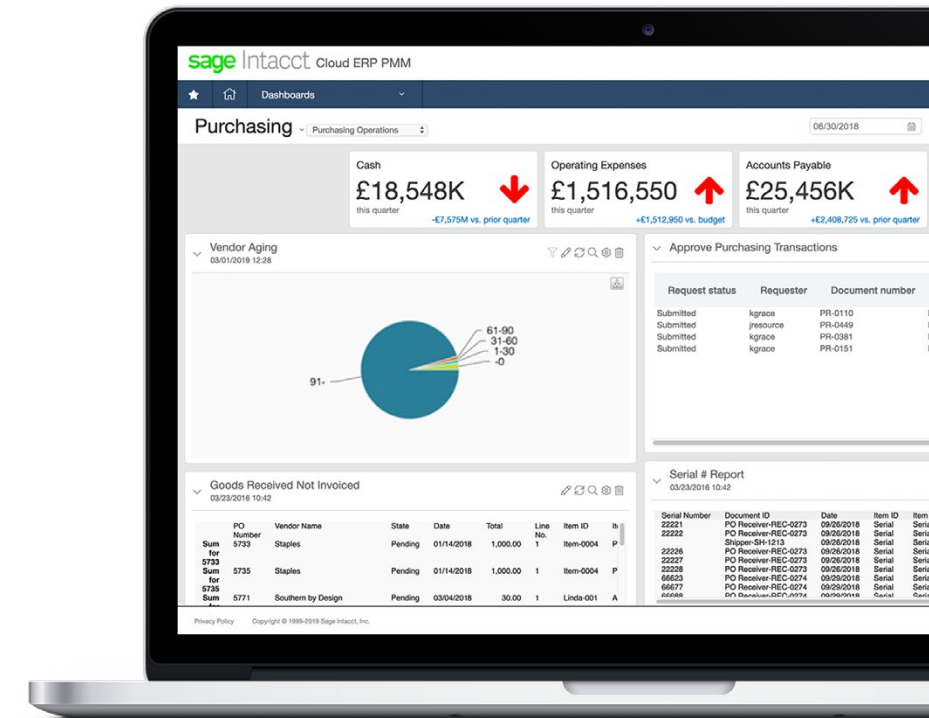 sage Intacct Cloud ERP PMM
Dashboards
Purchasing - Purchasing Operations
06/30/2018
Cash
£18,548K
this quarter
-£7,575M vs. prior quarter
Operating Expenses
£1,516,550
this quarter
+£1,512,950 vs. budget
Accounts Payable
£25,456K
this quarter
+£2,408,725 vs. prior quarter
Vendor Aging
03/01/2019 12:28
61-90
31-60
1-30
-0
91-
Approve Purchasing Transactions
Request status Requester Document number
Submitted kgrace PR-0110
Submitted jresource PR-0449
Submitted kgrace PR-0381
Submitted kgrace PR-0151
Goods Received Not Invoiced
03/23/2016 10:42
PO Number Vendor Name State Date Total Line No. Item ID
Sum for 5733 5733 Staples Pending 01/14/2018 1,000.00 1 Item-0004 P
Sum for 5735 5735 Staples Pending 01/14/2018 1,000.00 1 Item-0004 P
Sum 5771 Southern by Design Pending 03/04/2018 30.00 1 Linda-001 A
Serial # Report
03/23/2016 10:42
Serial Number Document ID Date Item ID Item
22221 PO Receiver-REC-0273 09/26/2018 Serial
22222 PO Receiver-REC-0273 09/26/2018 Serial
Shipper-SH-1213 09/26/2018 Serial
22226 PO Receiver-REC-0273 09/26/2018 Serial
22227 PO Receiver-REC-0273 09/26/2018 Serial
22228 PO Receiver-REC-0273 09/26/2018 Serial
66623 PO Receiver-REC-0274 09/29/2018 Serial
66677 PO Receiver-REC-0274 09/29/2018 Serial
66688 PO Receiver-REC-0274 09/29/2018 Serial
Privacy Policy Copyright © 1999-2019 Sage Intacct, Inc.